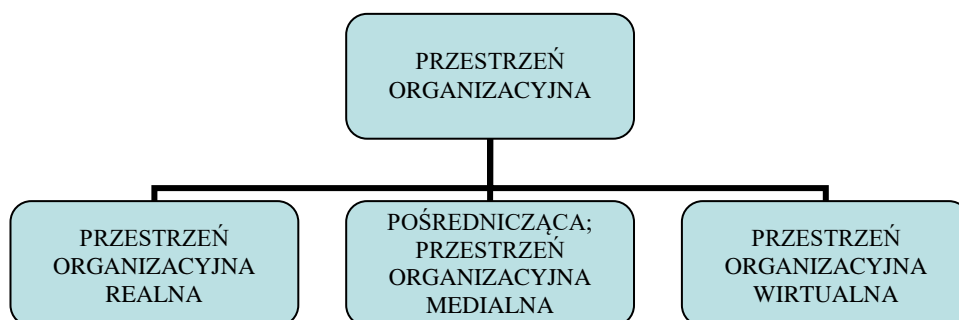 PRZESTRZEŃ
ORGANIZACYJNA
PRZESTRZEŃ
ORGANIZACYJNA
REALNA
POŚREDNICZĄCA;
PRZESTRZEŃ
ORGANIZACYJNA
MEDIALNA
PRZESTRZEŃ
ORGANIZACYJNA
WIRTUALNA